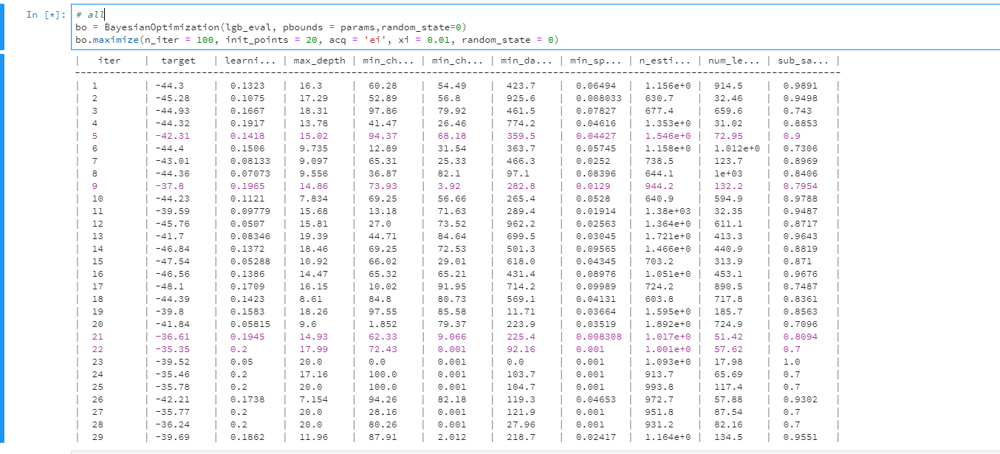 In [*]: # all
bo = BayesianOptimization(lgb_eval, pbounds = params,random_state=0)
bo.maximize(n_iter = 100, init_points = 20, acq = 'ei', xi = 0.01, random_state = 0)
| iter | target | learni... | max_depth | min_ch... | min_ch... | min_da... | min_sp... | n_esti... | num_le... | sub_sa... |
-------------------------------------------------------------------------------------------------------------------------------------
| 1 | -44.3 | 0.1323 | 16.3 | 60.28 | 54.49 | 423.7 | 0.06494 | 1.156e+0 | 914.5 | 0.9891 |
| 2 | -45.28 | 0.1075 | 17.29 | 52.89 | 56.8 | 925.6 | 0.008033 | 630.7 | 32.46 | 0.9498 |
| 3 | -44.93 | 0.1667 | 18.31 | 97.86 | 79.92 | 461.5 | 0.07827 | 677.4 | 659.6 | 0.743 |
| 4 | -44.32 | 0.1917 | 13.78 | 41.47 | 26.46 | 774.2 | 0.04616 | 1.353e+0 | 31.02 | 0.8853 |
| 5 | -42.31 | 0.1418 | 15.02 | 94.37 | 68.18 | 359.5 | 0.04427 | 1.546e+0 | 72.95 | 0.9 |
| 6 | -44.4 | 0.1506 | 9.735 | 12.89 | 31.54 | 363.7 | 0.05745 | 1.158e+0 | 1.012e+0 | 0.7306 |
| 7 | -43.01 | 0.08133 | 9.097 | 65.31 | 25.33 | 466.3 | 0.0252 | 738.5 | 123.7 | 0.8969 |
| 8 | -44.36 | 0.07073 | 9.556 | 36.87 | 82.1 | 97.1 | 0.08396 | 644.1 | 1e+03 | 0.8406 |
| 9 | -37.8 | 0.1965 | 14.86 | 73.93 | 3.92 | 282.8 | 0.0129 | 944.2 | 132.2 | 0.7954 |
| 10 | -44.23 | 0.1121 | 7.834 | 69.25 | 56.66 | 265.4 | 0.0528 | 640.9 | 594.9 | 0.9788 |
| 11 | -39.59 | 0.09779 | 15.68 | 13.18 | 71.63 | 289.4 | 0.01914 | 1.38e+03 | 32.35 | 0.9487 |
| 12 | -45.76 | 0.0507 | 15.81 | 27.0 | 73.52 | 962.2 | 0.02563 | 1.364e+0 | 611.1 | 0.8717 |
| 13 | -41.7 | 0.08346 | 19.39 | 44.71 | 84.64 | 699.5 | 0.03045 | 1.721e+0 | 413.3 | 0.9643 |
| 14 | -46.84 | 0.1372 | 18.46 | 69.25 | 72.53 | 501.3 | 0.09565 | 1.466e+0 | 440.9 | 0.8819 |
| 15 | -47.54 | 0.05288 | 10.92 | 66.02 | 29.01 | 618.0 | 0.04345 | 703.2 | 313.9 | 0.871 |
| 16 | -46.56 | 0.1386 | 14.47 | 65.32 | 65.21 | 431.4 | 0.08976 | 1.051e+0 | 453.1 | 0.9676 |
| 17 | -48.1 | 0.1709 | 16.15 | 10.02 | 91.95 | 714.2 | 0.09989 | 724.2 | 890.5 | 0.7487 |
| 18 | -44.39 | 0.1423 | 8.61 | 84.8 | 80.73 | 569.1 | 0.04131 | 603.8 | 717.8 | 0.8361 |
| 19 | -39.8 | 0.1583 | 18.26 | 97.55 | 85.58 | 11.71 | 0.03664 | 1.595e+0 | 185.7 | 0.8563 |
| 20 | -41.84 | 0.05815 | 9.6 | 1.852 | 79.37 | 223.9 | 0.03519 | 1.892e+0 | 724.9 | 0.7096 |
| 21 | -36.61 | 0.1945 | 14.93 | 62.33 | 9.066 | 225.4 | 0.008308 | 1.017e+0 | 51.42 | 0.8094 |
| 22 | -35.35 | 0.2 | 17.99 | 72.43 | 0.001 | 92.16 | 0.001 | 1.001e+0 | 57.62 | 0.7 |
| 23 | -39.52 | 0.05 | 20.0 | 0.0 | 0.001 | 0.0 | 0.001 | 1.093e+0 | 17.98 | 1.0 |
| 24 | -35.46 | 0.2 | 17.16 | 100.0 | 0.001 | 103.7 | 0.001 | 913.7 | 65.69 | 0.7 |
| 25 | -35.78 | 0.2 | 20.0 | 100.0 | 0.001 | 104.7 | 0.001 | 993.8 | 117.4 | 0.7 |
| 26 | -42.21 | 0.1738 | 7.154 | 94.26 | 82.18 | 119.3 | 0.04653 | 972.7 | 57.88 | 0.9302 |
| 27 | -35.77 | 0.2 | 20.0 | 28.16 | 0.001 | 121.9 | 0.001 | 951.8 | 87.54 | 0.7 |
| 28 | -36.24 | 0.2 | 20.0 | 80.26 | 0.001 | 27.96 | 0.001 | 931.2 | 82.16 | 0.7 |
| 29 | -39.69 | 0.1862 | 11.96 | 87.91 | 2.012 | 218.7 | 0.02417 | 1.164e+0 | 134.5 | 0.9551 |